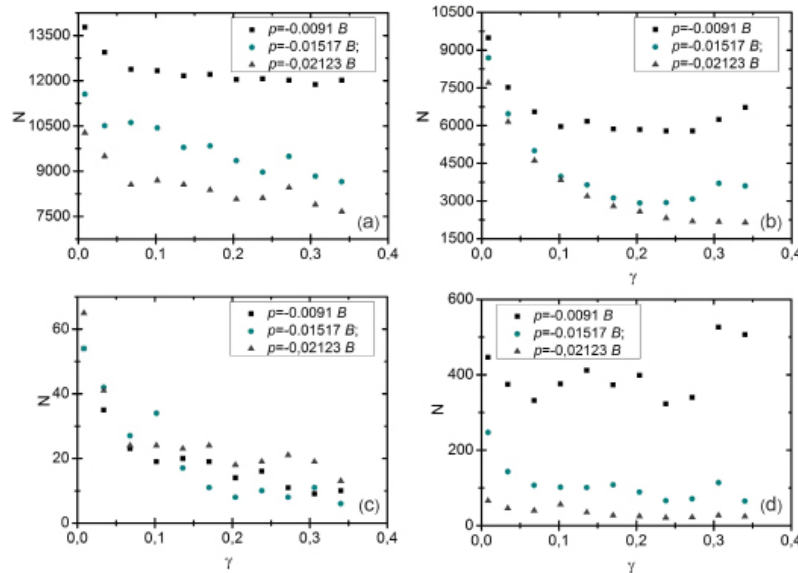 13500
12000
10500
9000
7500
N
p=-0.0091 B
p=-0.01517 B;
p=-0,02123 B
(a)
0,0 0,1 0,2 0,3 0,4
γ
10500
9000
7500
6000
4500
3000
1500
N
p=-0.0091 B
p=-0.01517 B;
p=-0,02123 B
(b)
0,0 0,1 0,2 0,3 0,4
γ
60
40
20
0
N
p=-0.0091 B
p=-0.01517 B;
p=-0,02123 B
(c)
0,0 0,1 0,2 0,3 0,4
γ
600
400
200
0
N
p=-0.0091 B
p=-0.01517 B;
p=-0,02123 B
(d)
0,0 0,1 0,2 0,3 0,4
γ